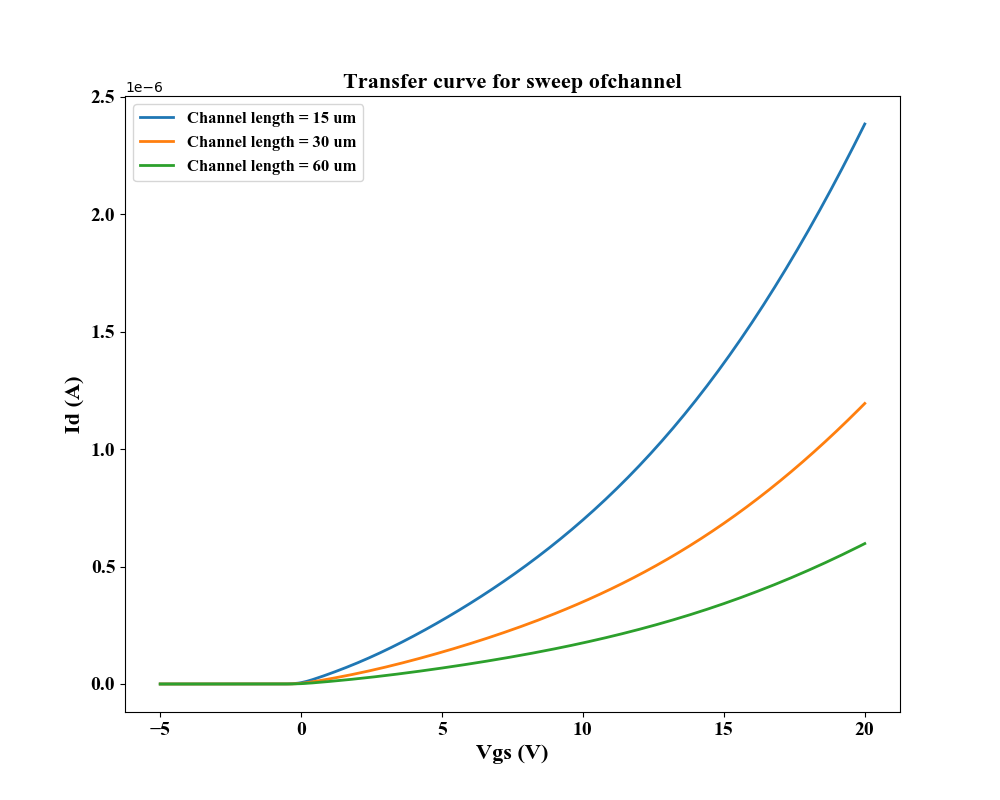 Transfer curve for sweep ofchannel
1e−6
2.5
2.0
1.5
1.0
0.5
0.0
Id (A)
Channel length = 15 um
Channel length = 30 um
Channel length = 60 um
−5 0 5 10 15 20
Vgs (V)